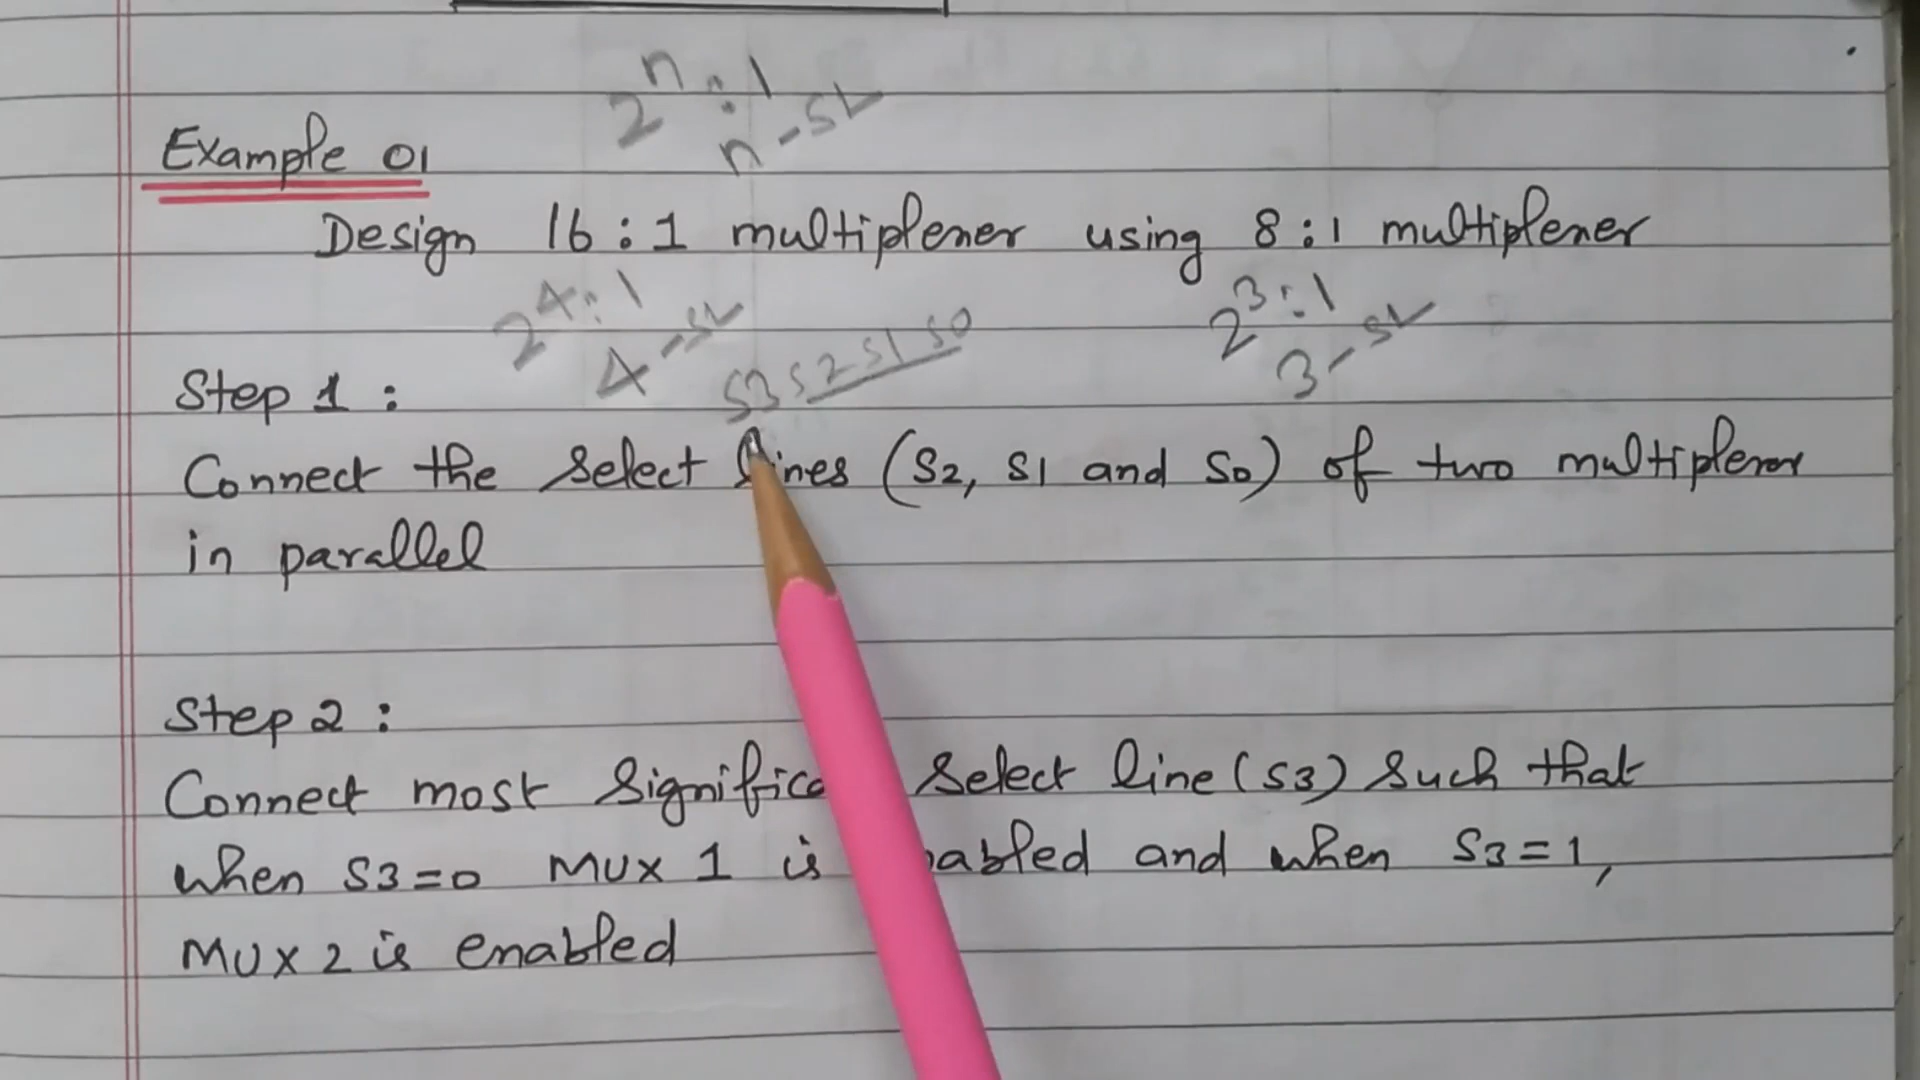 2^n : 1
n - SL
Example 01
Design 16 : 1 multiplexer using 8 : 1 multiplexer
2^4 : 1
4 - SL
S3 S2 S1 S0
2^3 : 1
3 - SL
Step 1 :
Connect the select lines (S2, S1 and S0) of two multiplexer
in parallel
Step 2 :
Connect most select line (S3) such that
when S3=0 MUX 1 is and when S3=1,
MUX 2 is enabled